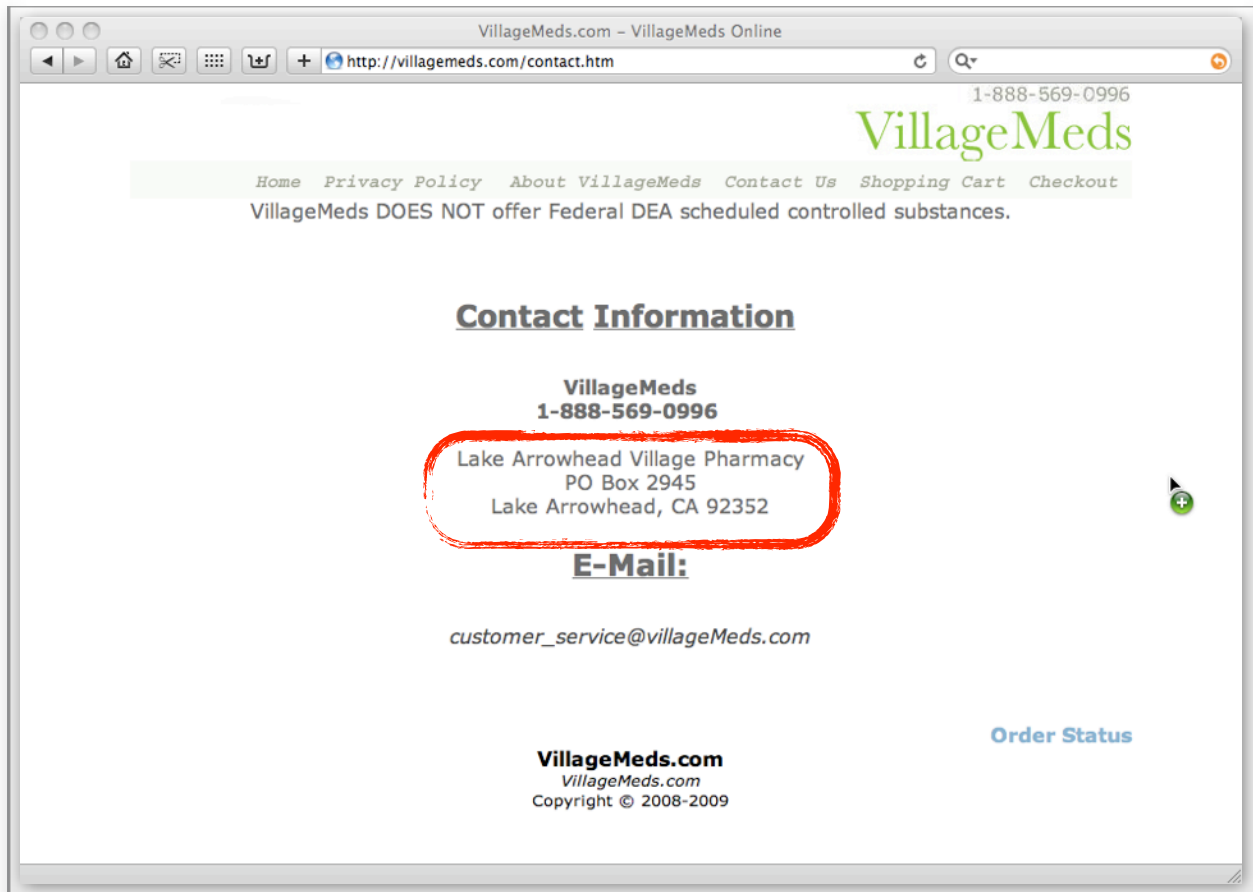 VillageMeds.com – VillageMeds Online
http://villagemeds.com/contact.htm
1-888-569-0996
VillageMeds
Home Privacy Policy About VillageMeds Contact Us Shopping Cart Checkout
VillageMeds DOES NOT offer Federal DEA scheduled controlled substances.
Contact Information
VillageMeds
1-888-569-0996
Lake Arrowhead Village Pharmacy
PO Box 2945
Lake Arrowhead, CA 92352
E-Mail:
customer_service@villageMeds.com
Order Status
VillageMeds.com
VillageMeds.com
Copyright © 2008-2009